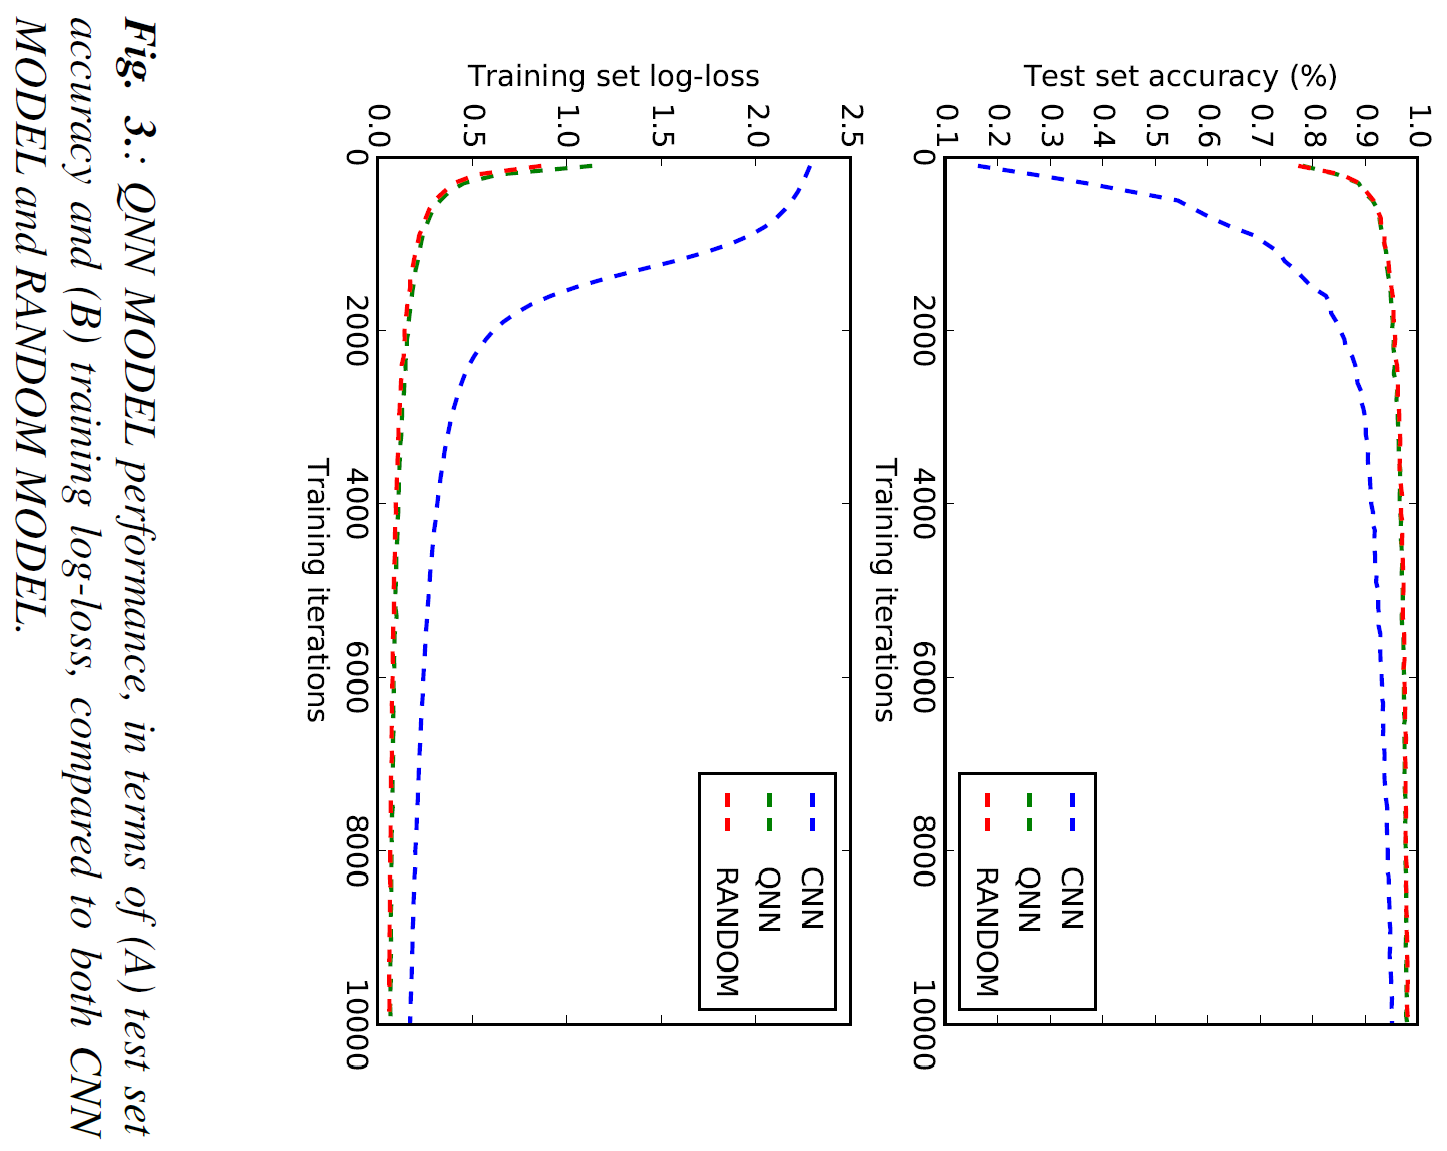 Test set accuracy (%)
1.0
0.9
0.8
0.7
0.6
0.5
0.4
0.3
0.2
0.1
0
2000
4000
6000
8000
10000
Training iterations
CNN
QNN
RANDOM
Training set log-loss
2.5
2.0
1.5
1.0
0.5
0.0
0
2000
4000
6000
8000
10000
Training iterations
CNN
QNN
RANDOM
Fig. 3.: QNN MODEL performance, in terms of (A) test set
accuracy and (B) training log-loss, compared to both CNN
MODEL and RANDOM MODEL.